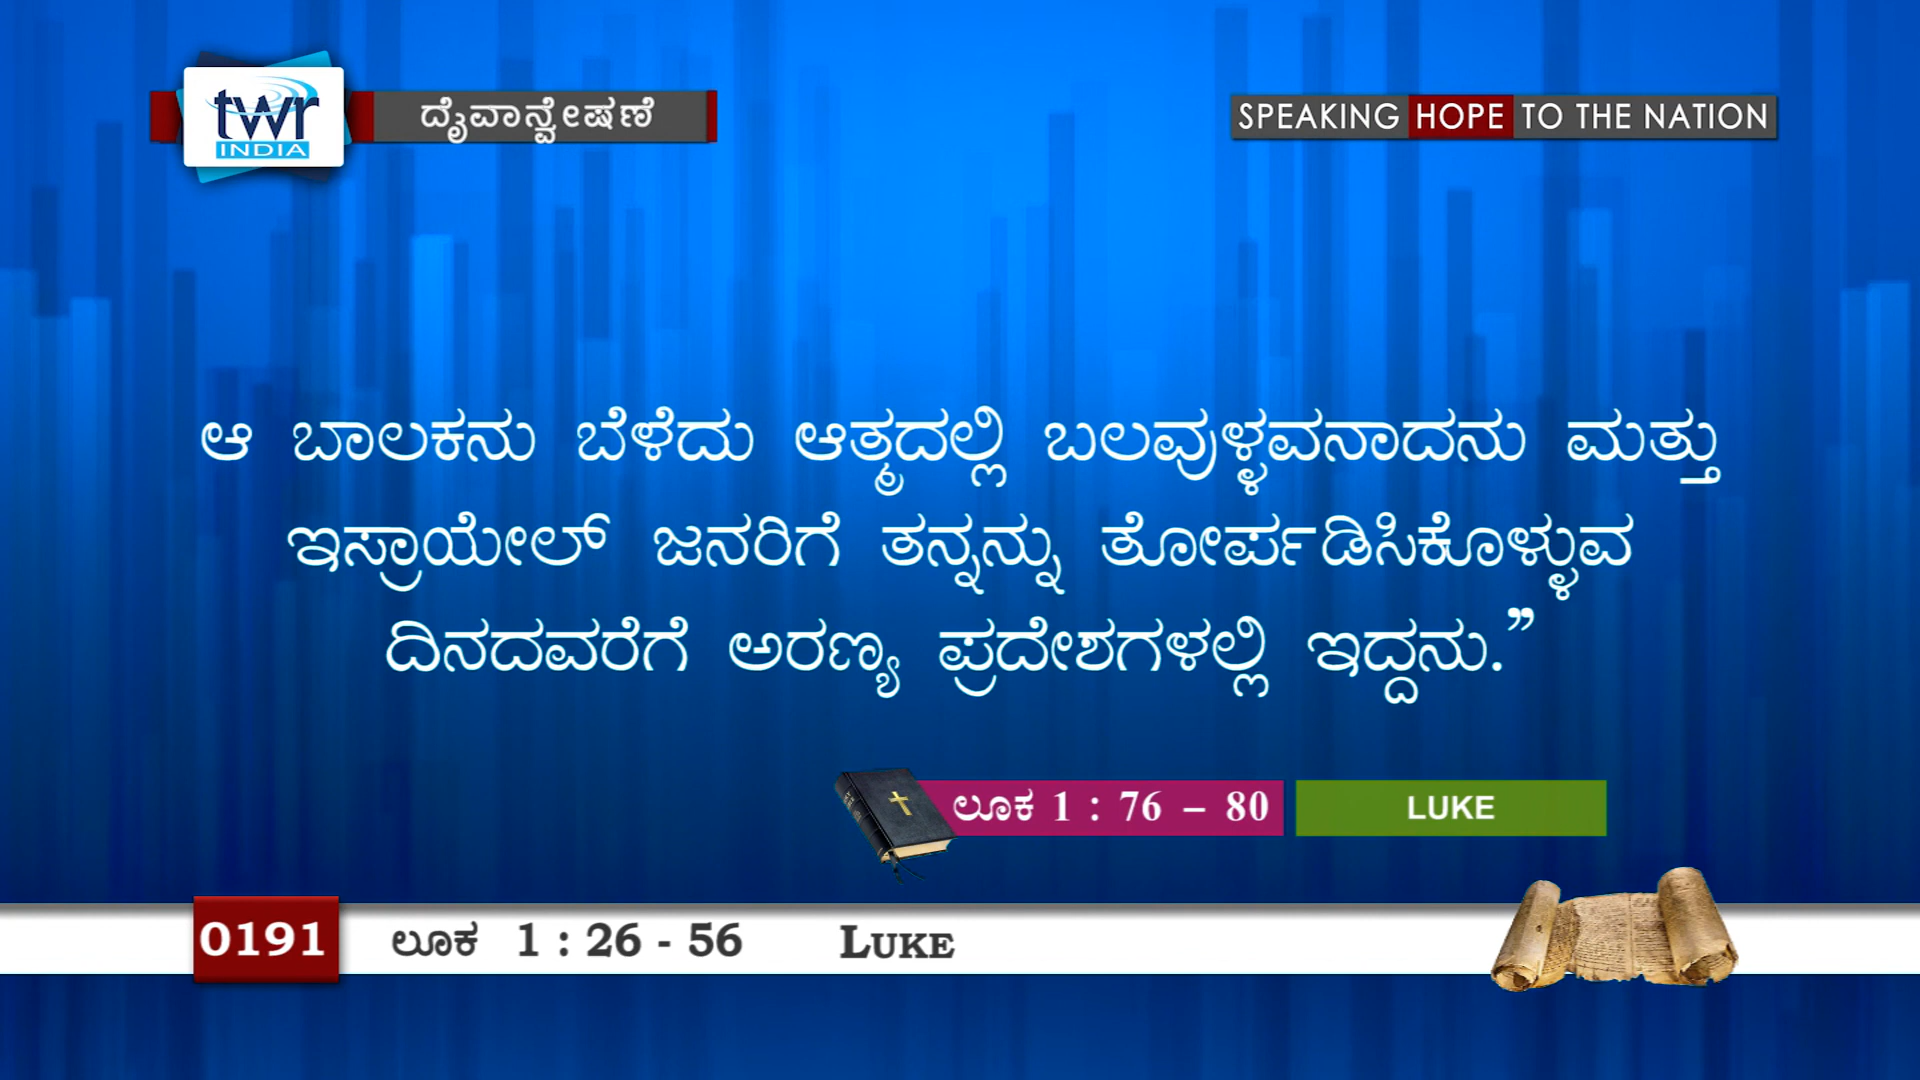 twr
INDIA
ದೈವಾನ್ವೇಷಣೆ
SPEAKING HOPE TO THE NATION
ಆ ಬಾಲಕನು ಬೆಳೆದು ಆತ್ಮದಲ್ಲಿ ಬಲವುಳ್ಳವನಾದನು ಮತ್ತು
ಇಸ್ರಾಯೇಲ್ ಜನರಿಗೆ ತನ್ನನ್ನು ತೋರ್ಪಡಿಸಿಕೊಳ್ಳುವ
ದಿನದವರೆಗೆ ಅರಣ್ಯ ಪ್ರದೇಶಗಳಲ್ಲಿ ಇದ್ದನು.”
ಲೂಕ 1 : 76 – 80
LUKE
0191
ಲೂಕ 1 : 26 - 56 LUKE